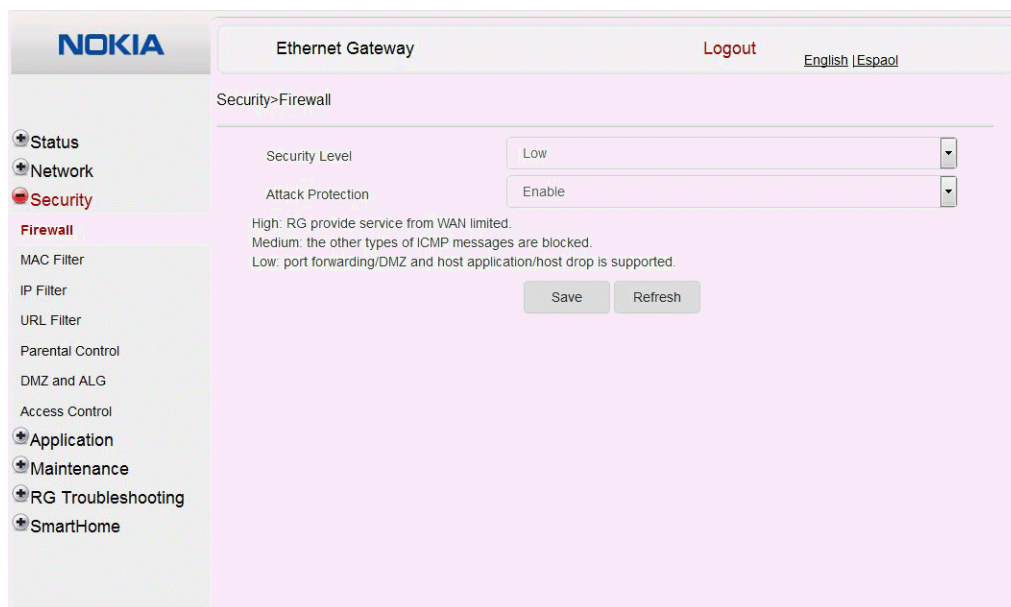 NOKIA
Ethernet Gateway
Logout
English |Espaol
Security>Firewall
Status
Network
Security
Firewall
MAC Filter
IP Filter
URL Filter
Parental Control
DMZ and ALG
Access Control
Application
Maintenance
RG Troubleshooting
SmartHome
Security Level
Low
Attack Protection
Enable
High: RG provide service from WAN limited.
Medium: the other types of ICMP messages are blocked.
Low: port forwarding/DMZ and host application/host drop is supported.
Save
Refresh